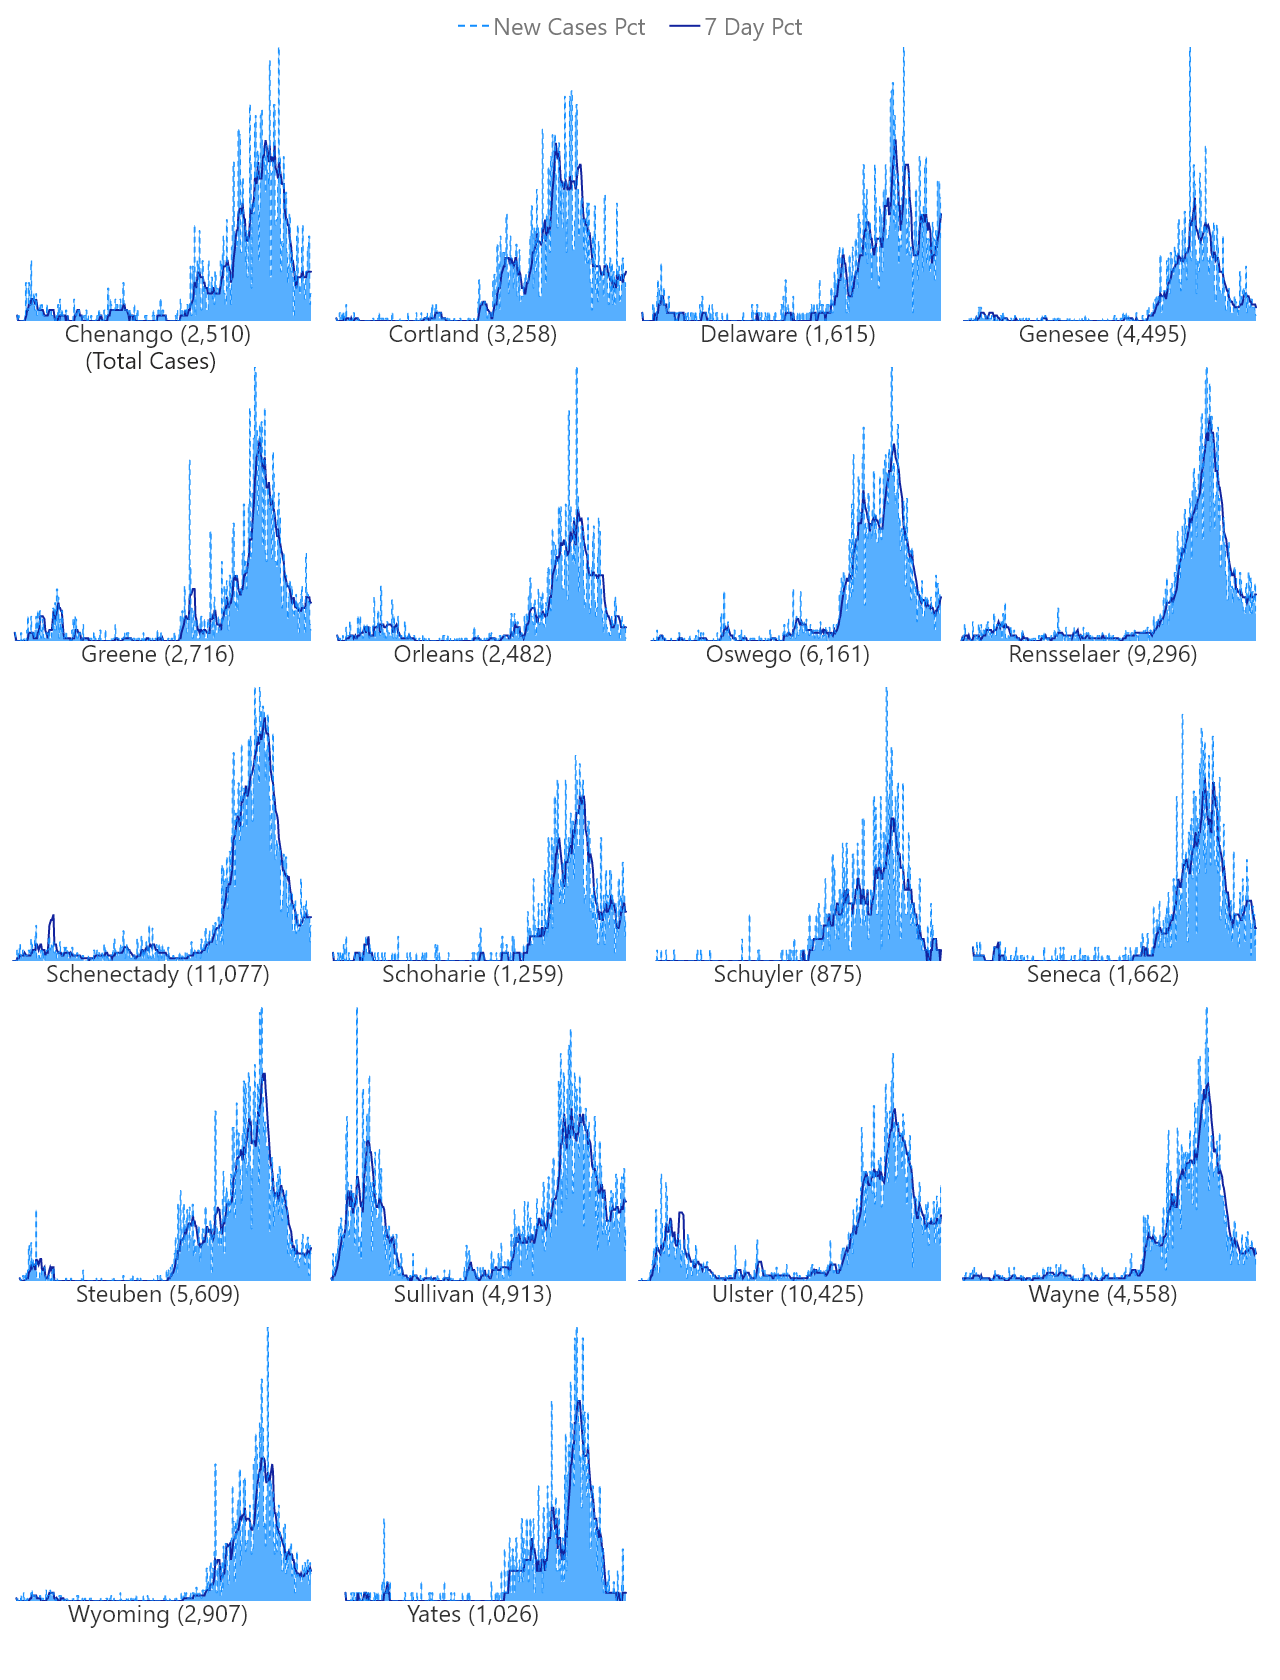 New Cases Pct 7 Day Pct
Chenango (2,510) Cortland (3,258) Delaware (1,615) Genesee (4,495)
(Total Cases)
Greene (2,716) Orleans (2,482) Oswego (6,161) Rensselaer (9,296)
Schenectady (11,077) Schoharie (1,259) Schuyler (875) Seneca (1,662)
Steuben (5,609) Sullivan (4,913) Ulster (10,425) Wayne (4,558)
Wyoming (2,907) Yates (1,026)